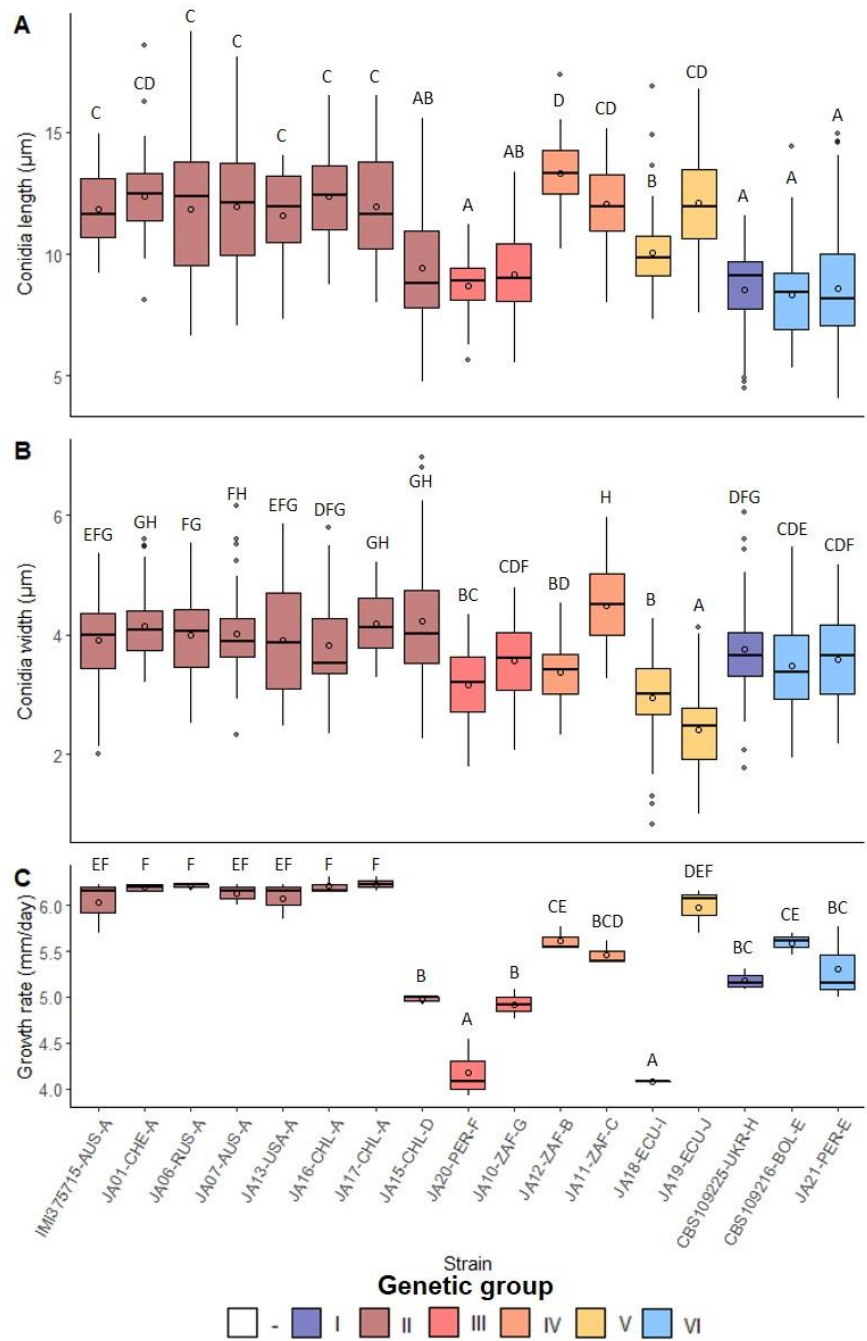 A
Conidia length (µm)
15
10
5
C
CD
C
C
C
C
C
AB
A
AB
D
CD
B
CD
A
A
A
B
Conidia width (µm)
6
4
2
EFG
GH
FG
FH
EFG
DFG
GH
GH
BC
CDF
BD
H
B
A
DFG
CDE
CDF
C
Growth rate (mm/day)
6.0
5.5
5.0
4.5
4.0
EF
F
F
EF
EF
F
F
B
A
B
CE
BCD
A
DEF
BC
CE
BC
IMI375715-AUS-A
JA01-CHE-A
JA06-RUS-A
JA07-AUS-A
JA13-USA-A
JA16-CHL-A
JA17-CHL-A
JA15-CHL-D
JA20-PER-F
JA10-ZAF-G
JA12-ZAF-B
JA11-ZAF-C
JA18-ECU-I
JA19-ECU-J
CBS109225-UKR-H
CBS109216-BOL-E
JA21-PER-E
Strain
Genetic group
- I II III IV V VI